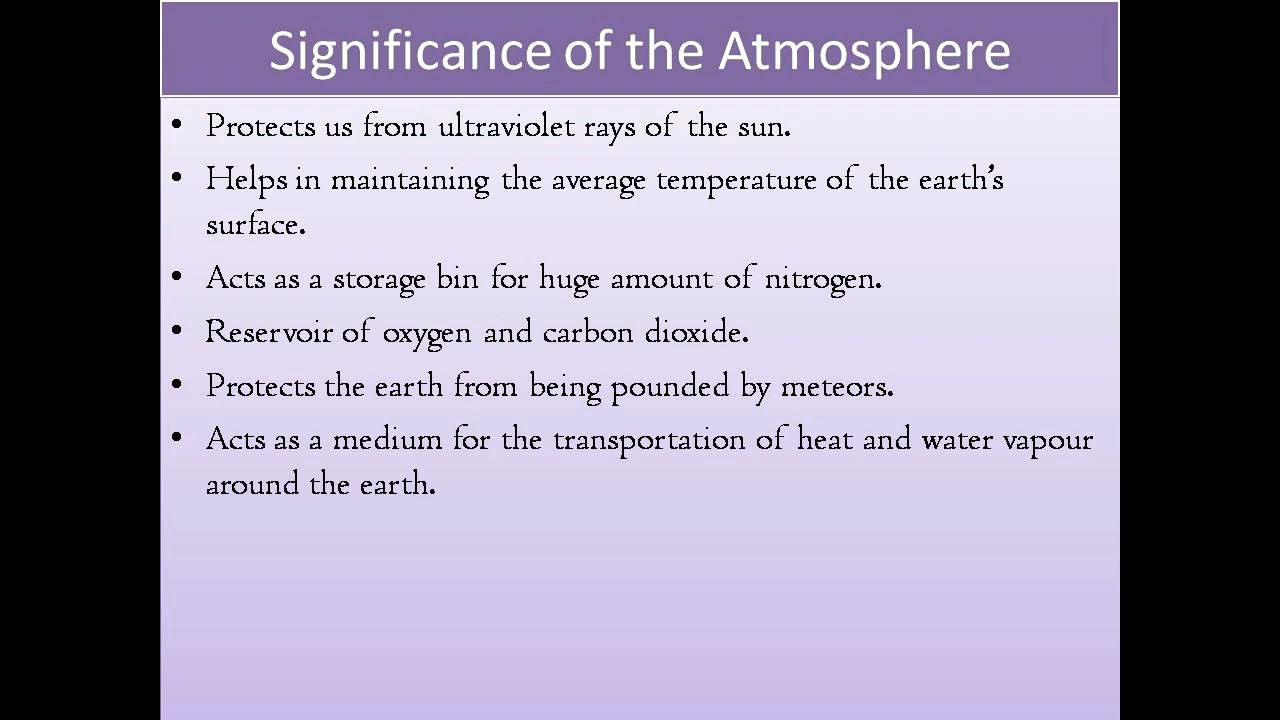 Significance of the Atmosphere
• Protects us from ultraviolet rays of the sun.
• Helps in maintaining the average temperature of the earth's
surface.
• Acts as a storage bin for huge amount of nitrogen.
• Reservoir of oxygen and carbon dioxide.
• Protects the earth from being pounded by meteors.
• Acts as a medium for the transportation of heat and water vapour
around the earth.